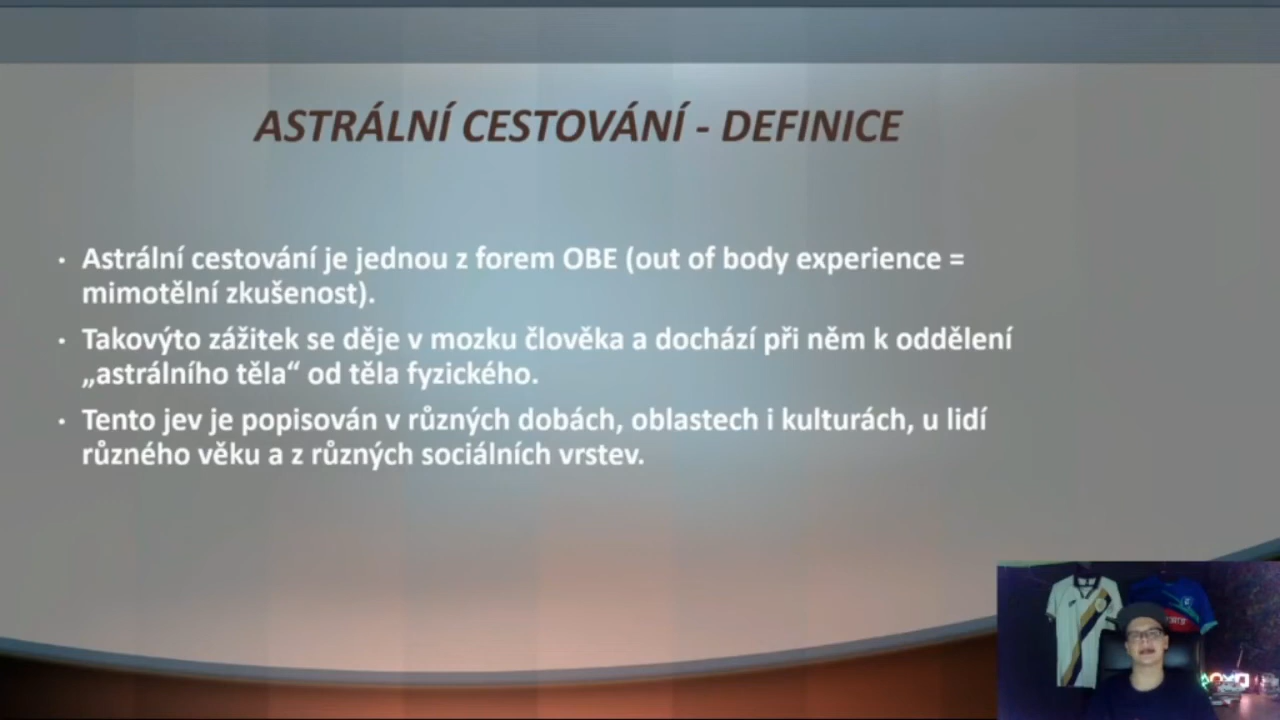 ASTRÁLNÍ CESTOVÁNÍ - DEFINICE
• Astrální cestování je jednou z forem OBE (out of body experience =
mimotělní zkušenost).
• Takovýto zážitek se děje v mozku člověka a dochází při něm k oddělení
„astrálního těla“ od těla fyzického.
• Tento jev je popisován v různých dobách, oblastech i kulturách, u lidí
různého věku a z různých sociálních vrstev.